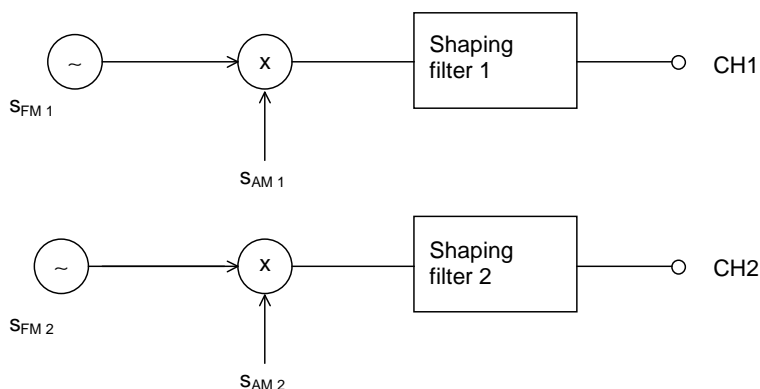 ~
x
Shaping
filter 1
CH1
sFM 1
sAM 1
~
x
Shaping
filter 2
CH2
sFM 2
sAM 2